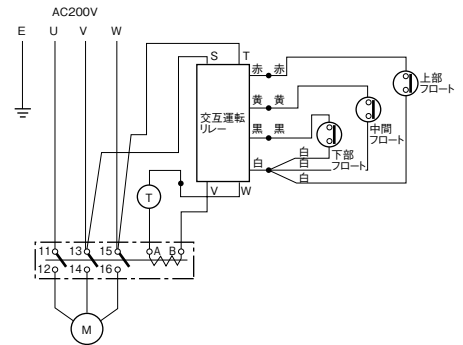 AC200V
E U V W
S T
赤 赤
上部
フロート
黄 黄
交互運転
リレー
中間
フロート
黒 黒
下部
フロート
白 白
白
白
V W
T
11 13 15 A B
12 14 16
M